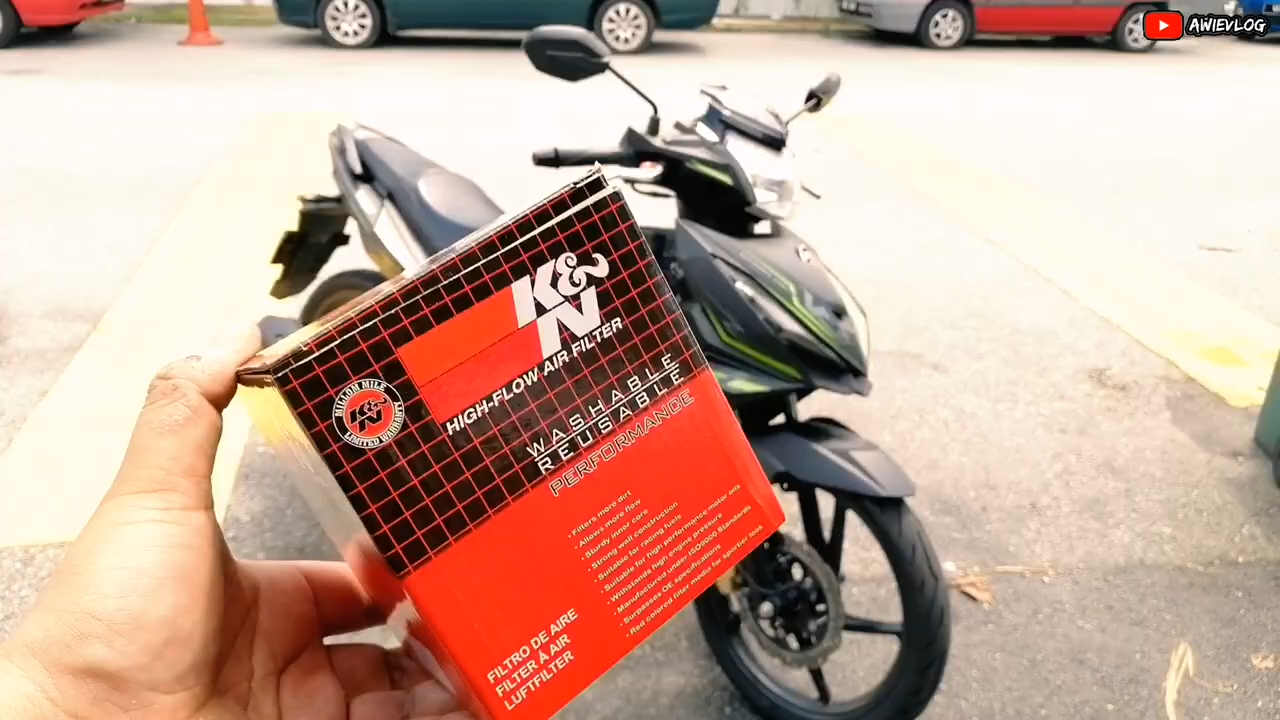 AWIEVLOG
K&N
HIGH-FLOW AIR FILTER
MILLOM MILE
K&N
LIMITED WARRANTY
WASHABLE
REUSABLE
PERFORMANCE
· Filters more dirt
· Allows more flow
· Sturdy inner core
· Strong wall construction
· Suitable for racing fuels
· Suitable for high performance motor oils
· Withstands high engine pressure
· Manufactured under ISO9000 Standards
· Surpasses OE specifications
· Red colored filter media for sportier look
FILTRO DE AIRE
FILTER À AIR
LUFTFILTER